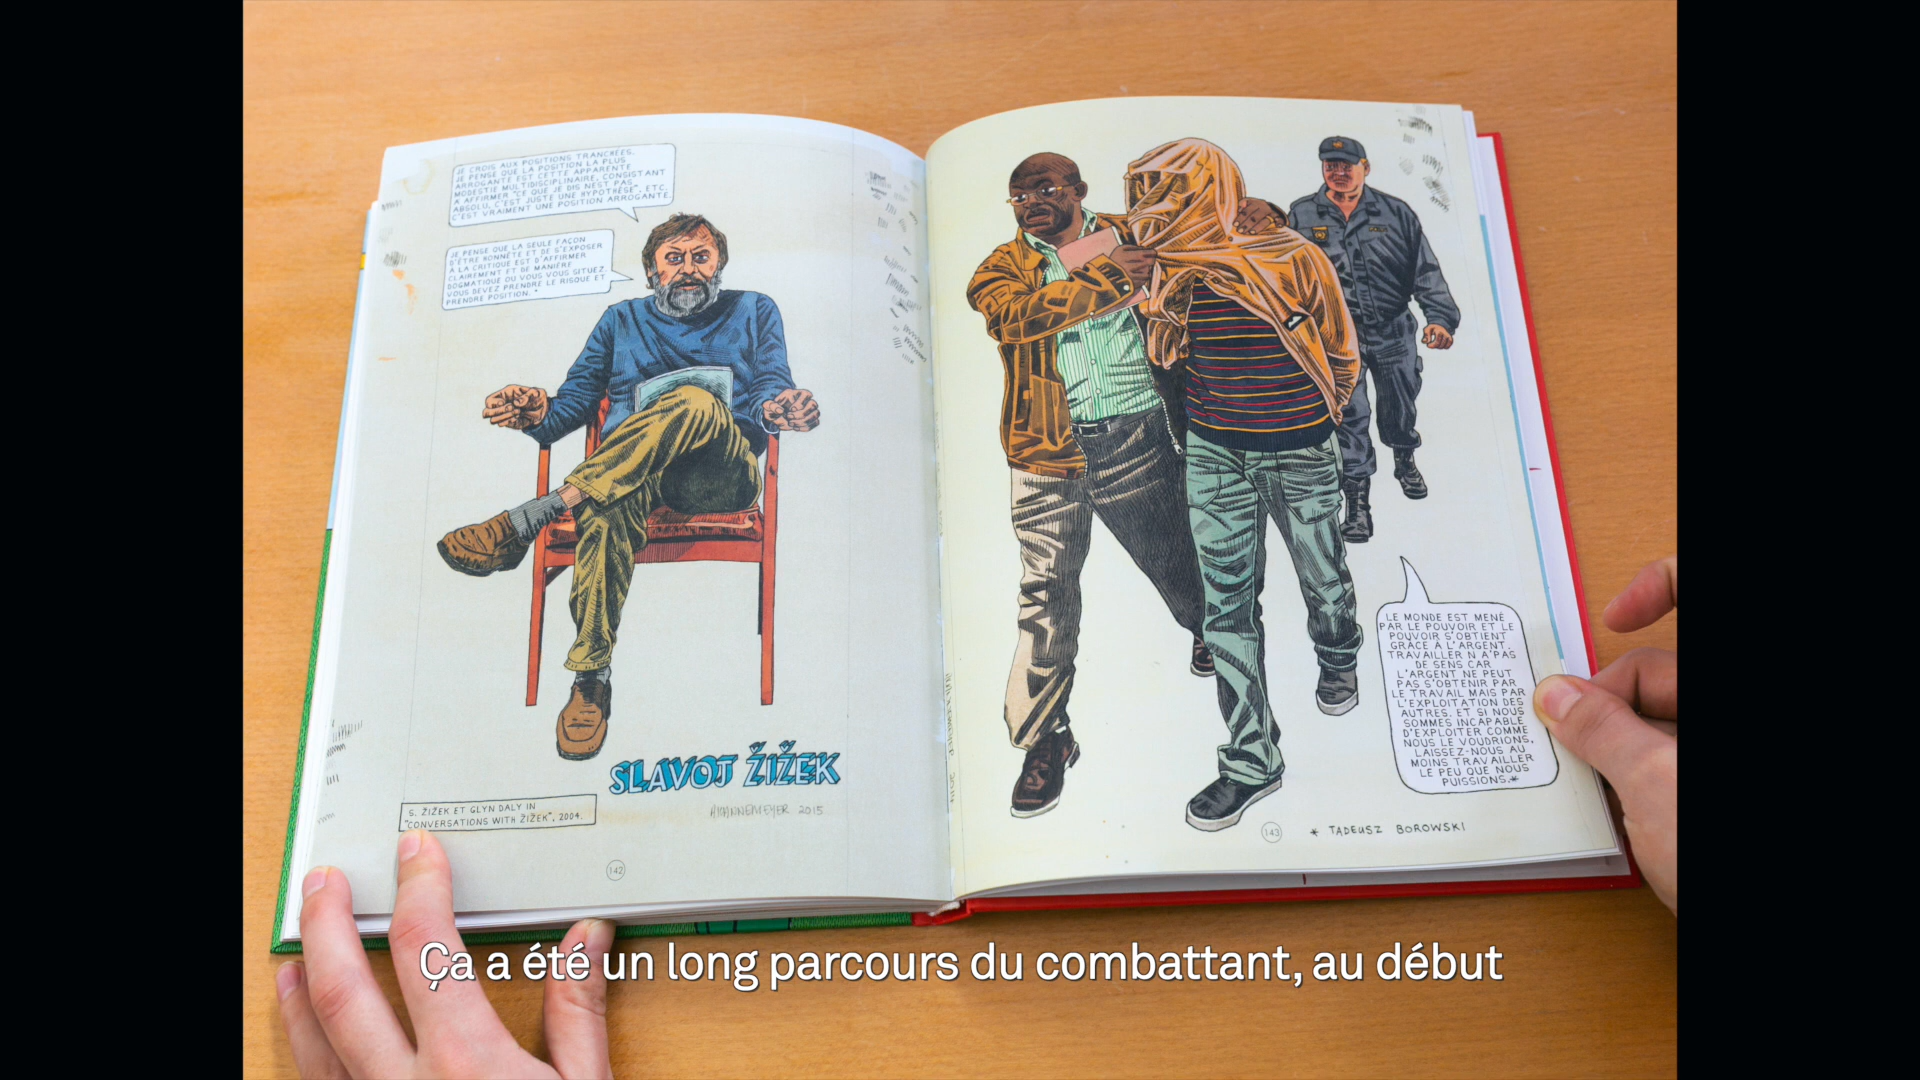 JE CROIS AUX POSITIONS TRANCHÉES.
JE PENSE QUE LA POSITION LA PLUS
ARROGANTE EST CETTE APPARENTE
MODESTIE MULTIDISCIPLINAIRE, CONSISTANT
À AFFIRMER "CE QUE JE DIS N'EST PAS
ABSOLU, C'EST JUSTE UNE HYPOTHÈSE", ETC.
C'EST VRAIMENT UNE POSITION ARROGANTE.
JE PENSE QUE LA SEULE FAÇON
D'ÊTRE HONNÊTE ET DE S'EXPOSER
À LA CRITIQUE EST D'AFFIRMER
CLAIREMENT ET DE MANIÈRE
DOGMATIQUE OÙ VOUS VOUS SITUEZ.
VOUS DEVEZ PRENDRE LE RISQUE ET
PRENDRE POSITION. "
SLAVOJ ŽIŽEK
A.KANNEMEYER 2015
S. ŽIŽEK ET GLYN DALY IN
"CONVERSATIONS WITH ŽIŽEK", 2004.
142
POLICE
LE MONDE EST MENÉ
PAR LE POUVOIR ET LE
POUVOIR S'OBTIENT
GRÂCE À L'ARGENT.
TRAVAILLER N'A PAS
DE SENS CAR
L'ARGENT NE PEUT
PAS S'OBTENIR PAR
LE TRAVAIL MAIS PAR
L'EXPLOITATION DES
AUTRES. ET SI NOUS
SOMMES INCAPABLE
D'EXPLOITER COMME
NOUS LE VOUDRIONS,
LAISSEZ-NOUS AU
MOINS TRAVAILLER
LE PEU QUE NOUS
PUISSIONS.*
143
* TADEUSZ BOROWSKI
Ça a été un long parcours du combattant, au début